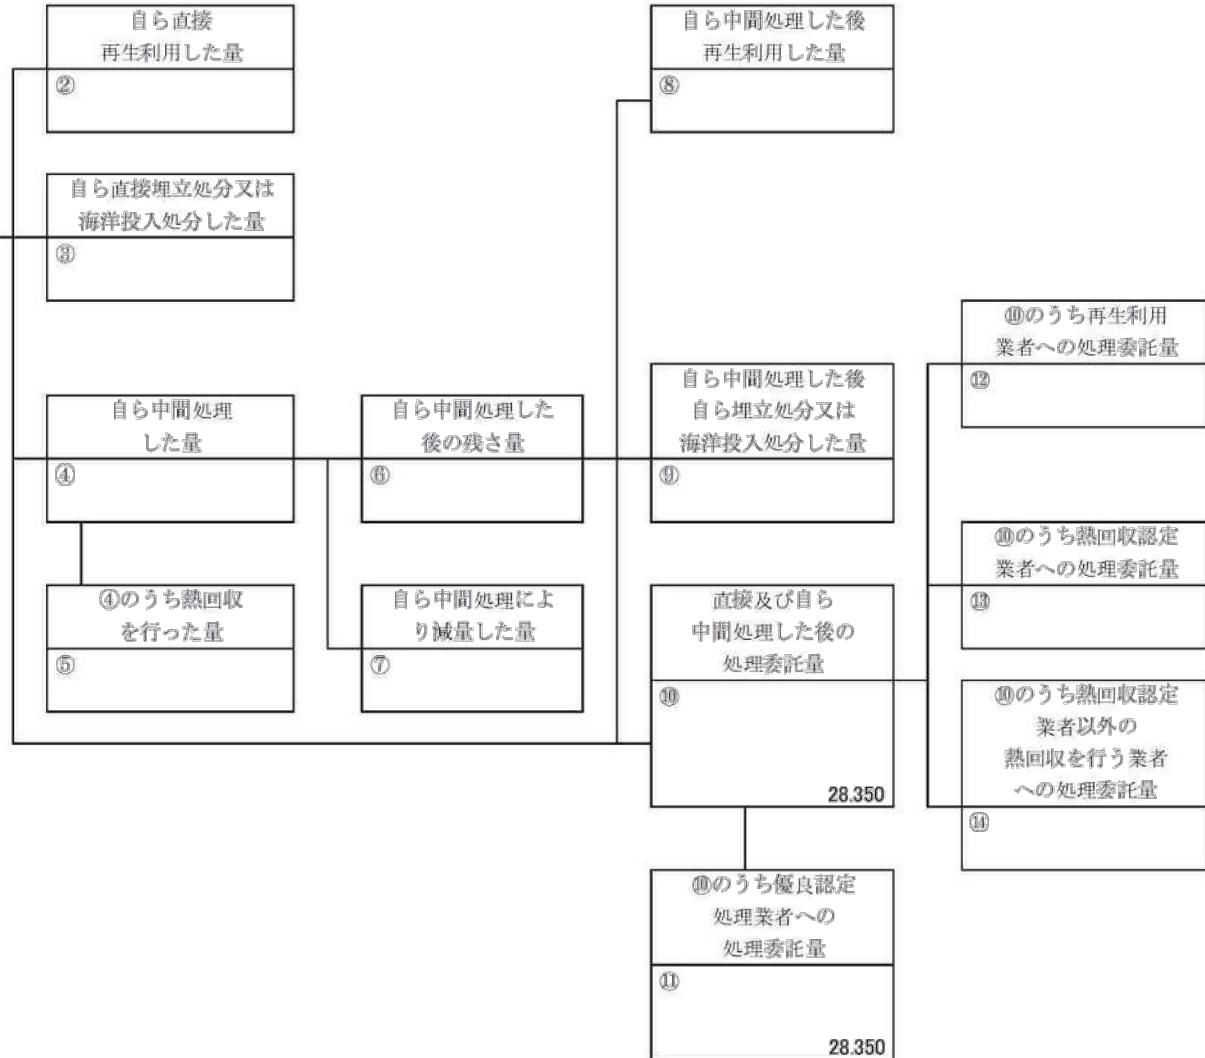 自ら直接
再生利用した量
②
自ら中間処理した後
再生利用した量
⑧
自ら直接埋立処分又は
海洋投入処分した量
③
⑩のうち再生利用
業者への処理委託量
⑫
自ら中間処理
した量
④
自ら中間処理した
後の残さ量
⑥
自ら中間処理した後
自ら埋立処分又は
海洋投入処分した量
⑨
⑩のうち熱回収認定
業者への処理委託量
⑬
④のうち熱回収
を行った量
⑤
自ら中間処理によ
り減量した量
⑦
直接及び自ら
中間処理した後の
処理委託量
⑩
28.350
⑩のうち熱回収認定
業者以外の
熱回収を行う業者
への処理委託量
⑭
⑩のうち優良認定
処理業者への
処理委託量
⑪
28.350